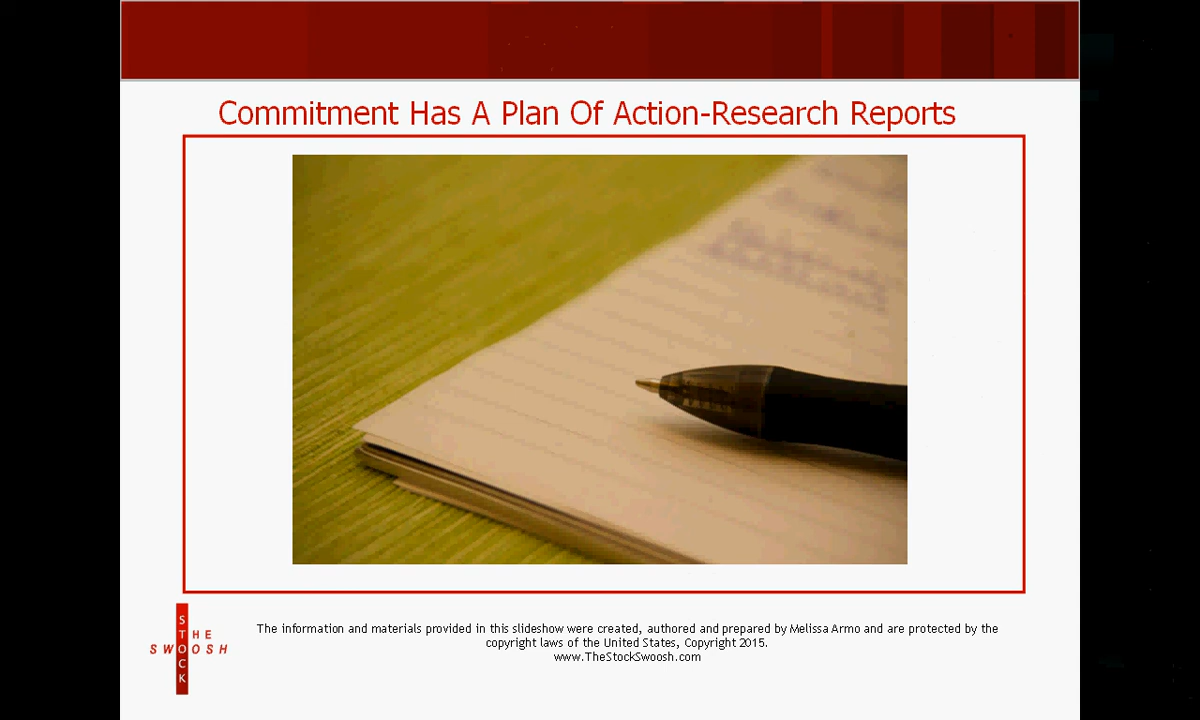 Commitment Has A Plan Of Action-Research Reports
S
T
O
C
K
THE
SWOOSH
The information and materials provided in this slideshow were created, authored and prepared by Melissa Armo and are protected by the
copyright laws of the United States, Copyright 2015.
www.TheStockSwoosh.com